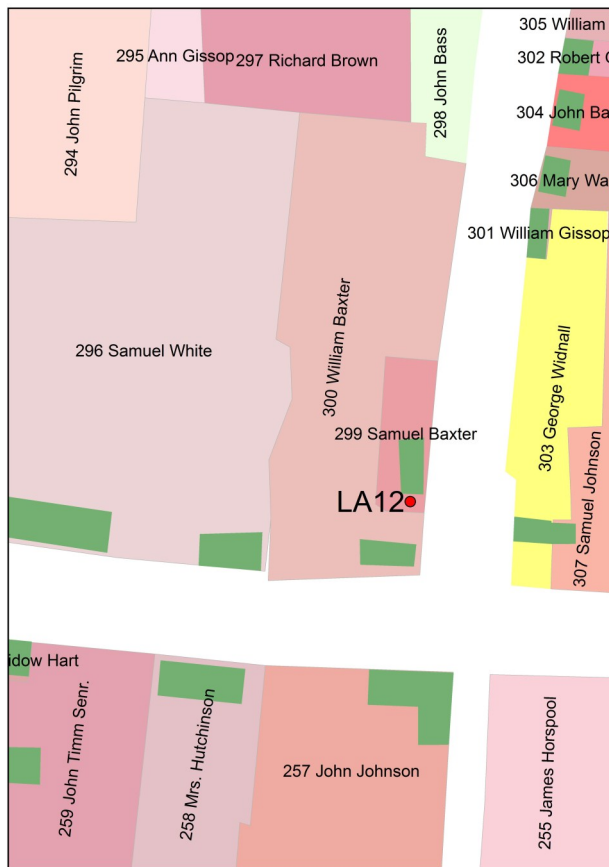 305 William
295 Ann Gissop
297 Richard Brown
302 Robert
298 John Bass
294 John Pilgrim
304 John Ba
306 Mary Wa
301 William Gissop
296 Samuel White
300 William Baxter
303 George Widnall
299 Samuel Baxter
LA12
307 Samuel Johnson
idow Hart
259 John Timm Senr.
258 Mrs. Hutchinson
257 John Johnson
255 James Horspool